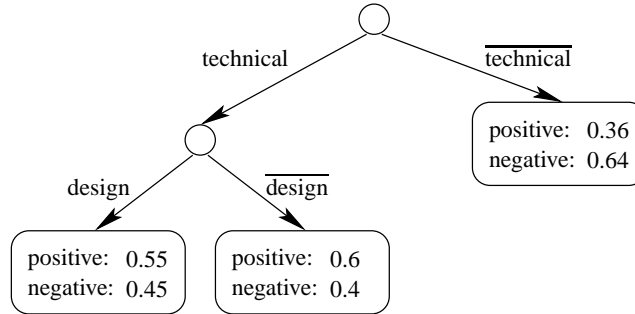 technical
technical
positive: 0.36
negative: 0.64
design
design
positive: 0.55
negative: 0.45
positive: 0.6
negative: 0.4